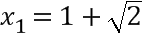 x₁ = 1 + √2